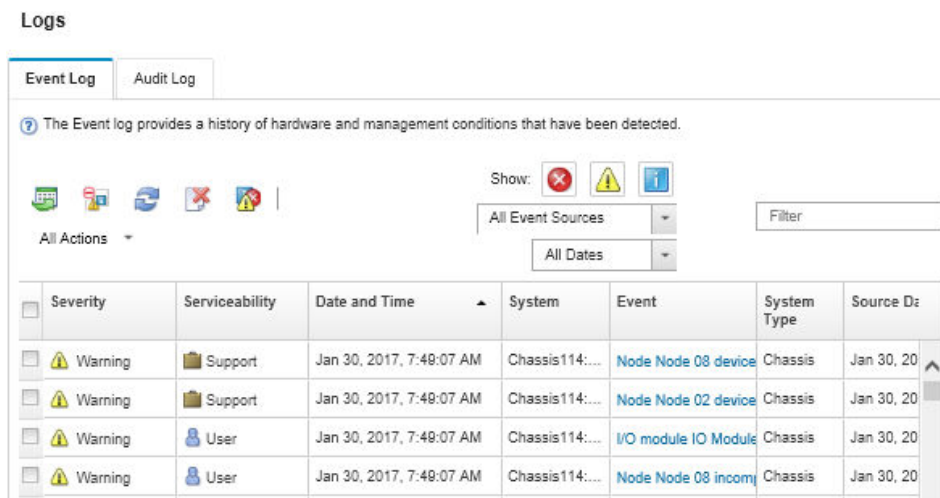 Logs
Event Log Audit Log
The Event log provides a history of hardware and management conditions that have been detected.
Show:
All Event Sources Filter
All Actions
All Dates
Severity Serviceability Date and Time System Event System Type Source Da
Warning Support Jan 30, 2017, 7:49:07 AM Chassis114:... Node Node 08 device Chassis Jan 30, 20
Warning Support Jan 30, 2017, 7:49:07 AM Chassis114:... Node Node 02 device Chassis Jan 30, 20
Warning User Jan 30, 2017, 7:49:07 AM Chassis114:... I/O module IO Module Chassis Jan 30, 20
Warning User Jan 30, 2017, 7:49:07 AM Chassis114:... Node Node 08 incomp Chassis Jan 30, 20